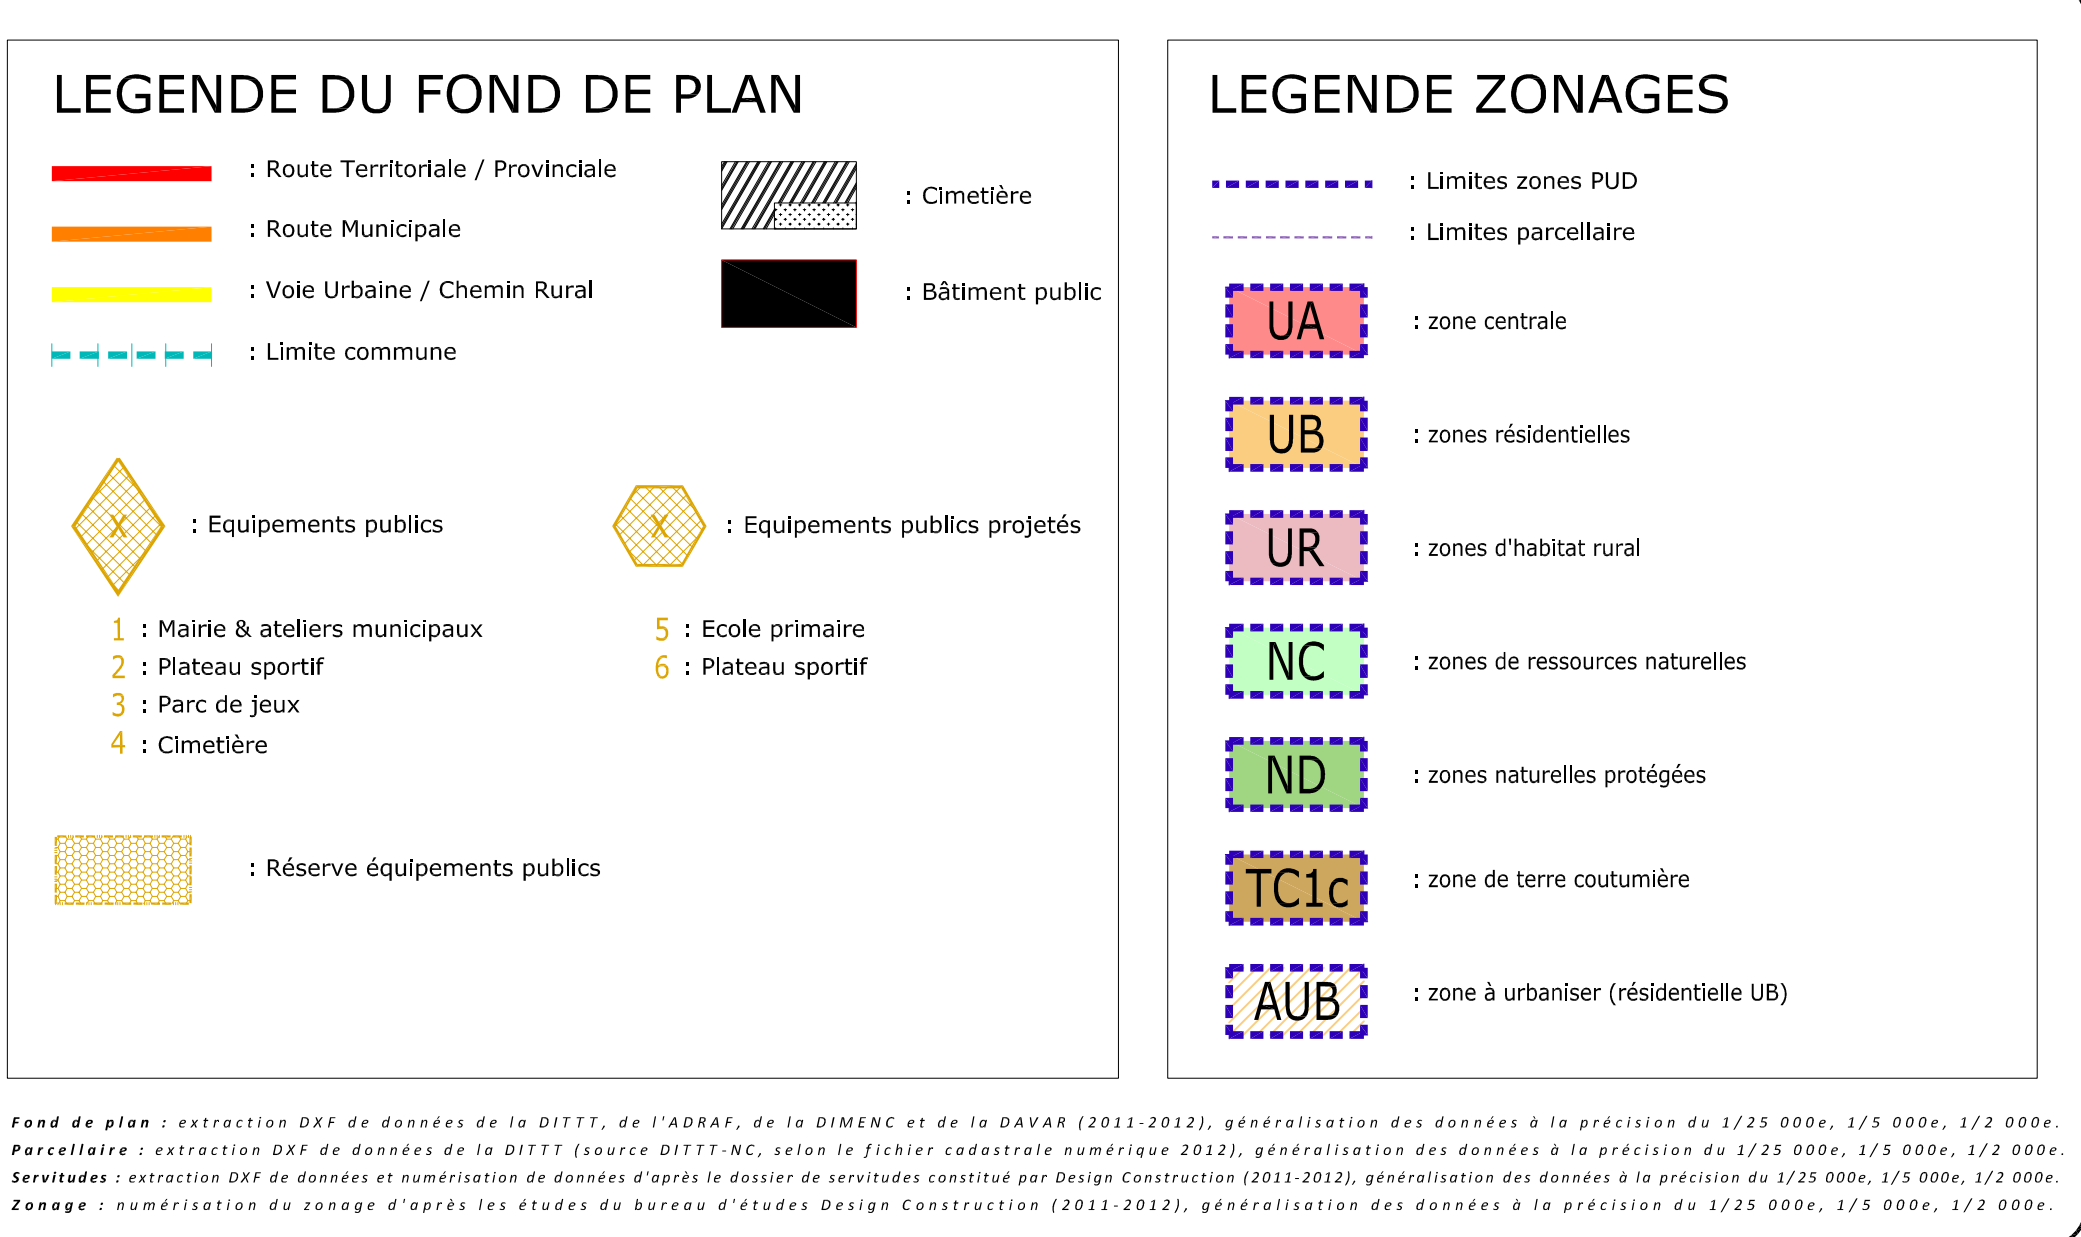 LEGENDE DU FOND DE PLAN
: Route Territoriale / Provinciale
: Route Municipale
: Voie Urbaine / Chemin Rural
: Limite commune
: Cimetière
: Bâtiment public
X : Equipements publics
1 : Mairie & ateliers municipaux
2 : Plateau sportif
3 : Parc de jeux
4 : Cimetière
X : Equipements publics projetés
5 : Ecole primaire
6 : Plateau sportif
: Réserve équipements publics
LEGENDE ZONAGES
: Limites zones PUD
: Limites parcellaire
UA : zone centrale
UB : zones résidentielles
UR : zones d'habitat rural
NC : zones de ressources naturelles
ND : zones naturelles protégées
TC1c : zone de terre coutumière
AUB : zone à urbaniser (résidentielle UB)
Fond de plan : extraction DXF de données de la DITTT, de l'ADRAF, de la DIMENC et de la DAVAR (2011-2012), généralisation des données à la précision du 1/25 000e, 1/5 000e, 1/2 000e.
Parcellaire : extraction DXF de données de la DITTT (source DITTT-NC, selon le fichier cadastrale numérique 2012), généralisation des données à la précision du 1/25 000e, 1/5 000e, 1/2 000e.
Servitudes : extraction DXF de données et numérisation de données d'après le dossier de servitudes constitué par Design Construction (2011-2012), généralisation des données à la précision du 1/25 000e, 1/5 000e, 1/2 000e.
Zonage : numérisation du zonage d'après les études du bureau d'études Design Construction (2011-2012), généralisation des données à la précision du 1/25 000e, 1/5 000e, 1/2 000e.